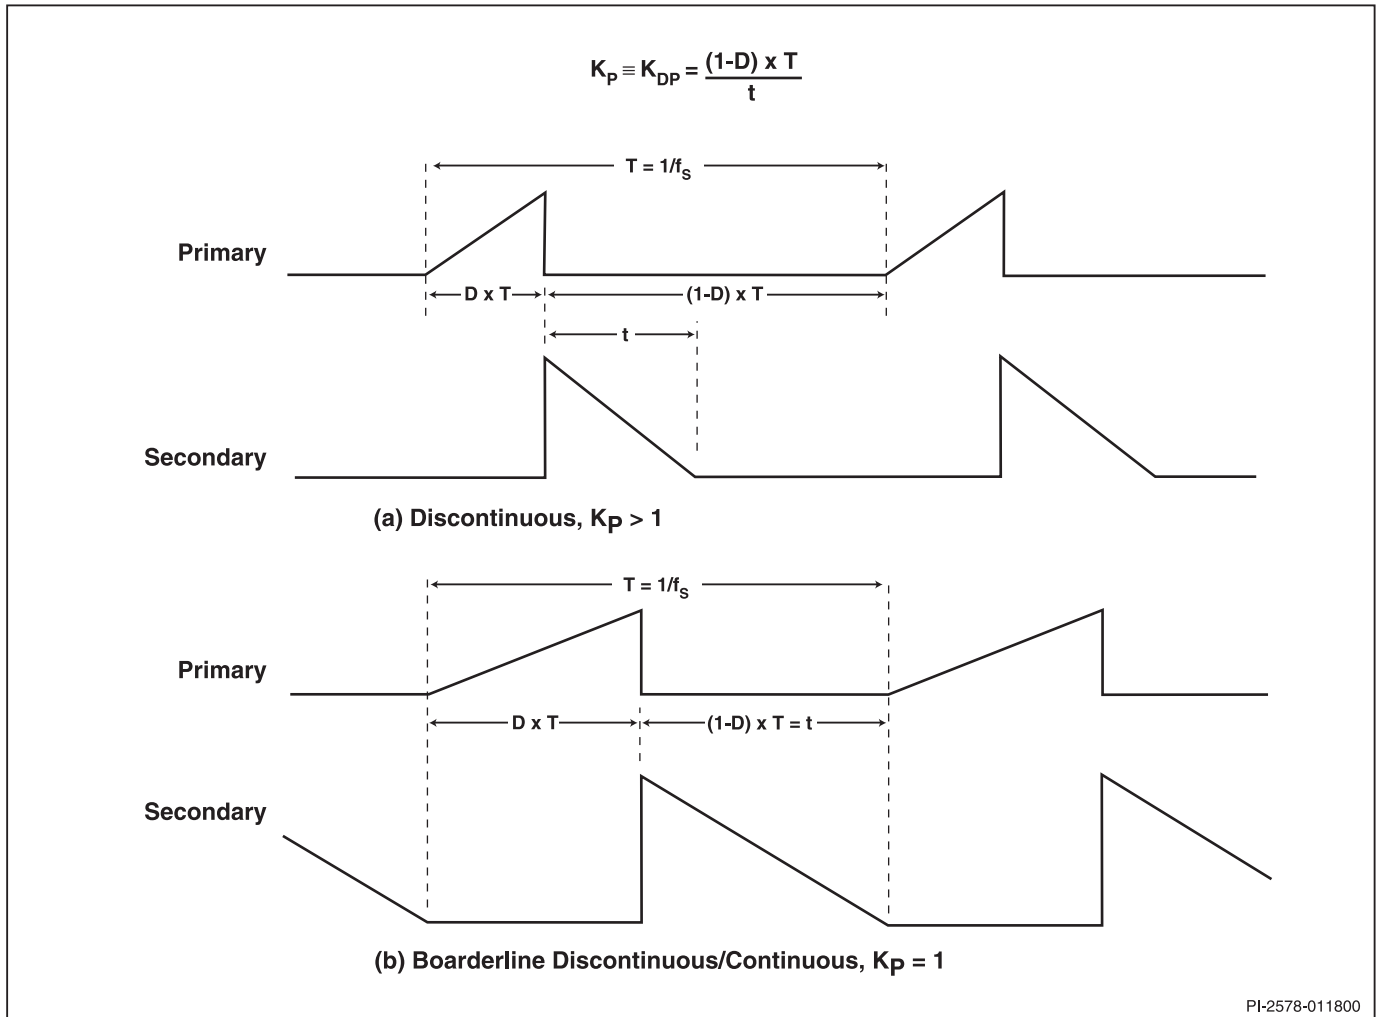 K_P ≡ K_DP = (1-D) x T / t
T = 1/f_S
Primary
D x T
(1-D) x T
t
Secondary
(a) Discontinuous, K_P > 1
T = 1/f_S
Primary
D x T
(1-D) x T = t
Secondary
(b) Boarderline Discontinuous/Continuous, K_P = 1
PI-2578-011800